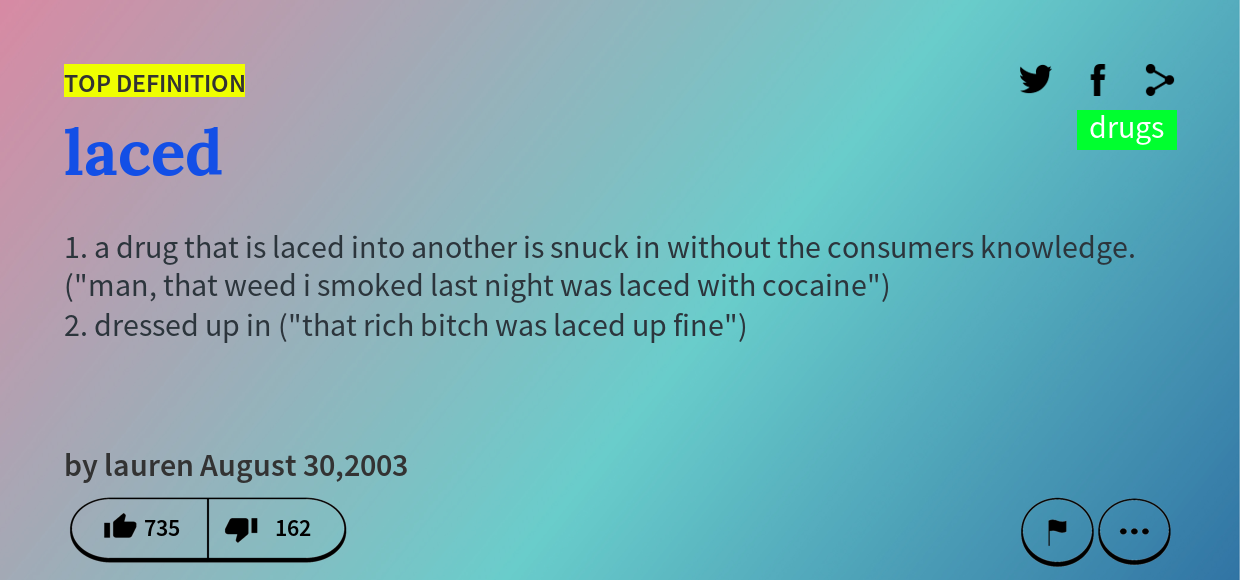 TOP DEFINITION
drugs
laced
1. a drug that is laced into another is snuck in without the consumers knowledge.
("man, that weed i smoked last night was laced with cocaine")
2. dressed up in ("that rich bitch was laced up fine")
by lauren August 30,2003
735 162